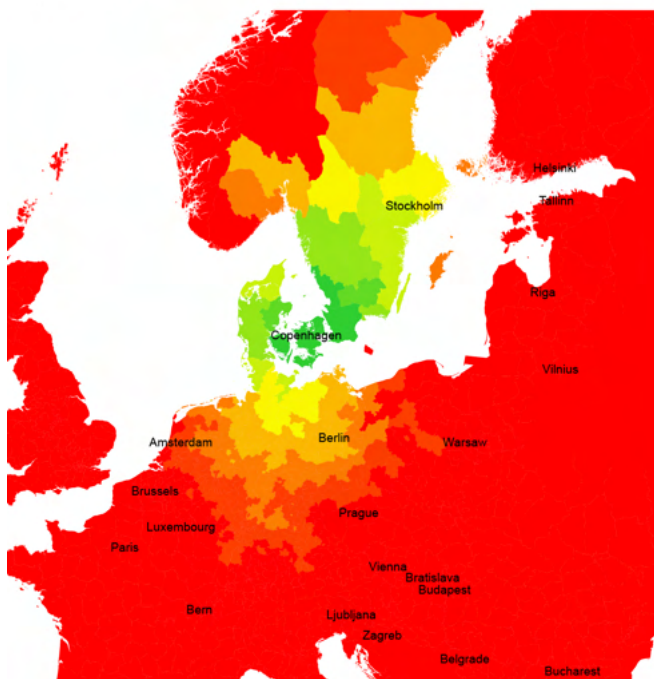 Helsinki
Tallinn
Stockholm
Riga
Copenhagen
Vilnius
Amsterdam
Berlin
Warsaw
Brussels
Prague
Luxembourg
Paris
Vienna
Bratislava
Budapest
Bern
Ljubljana
Zagreb
Belgrade
Bucharest